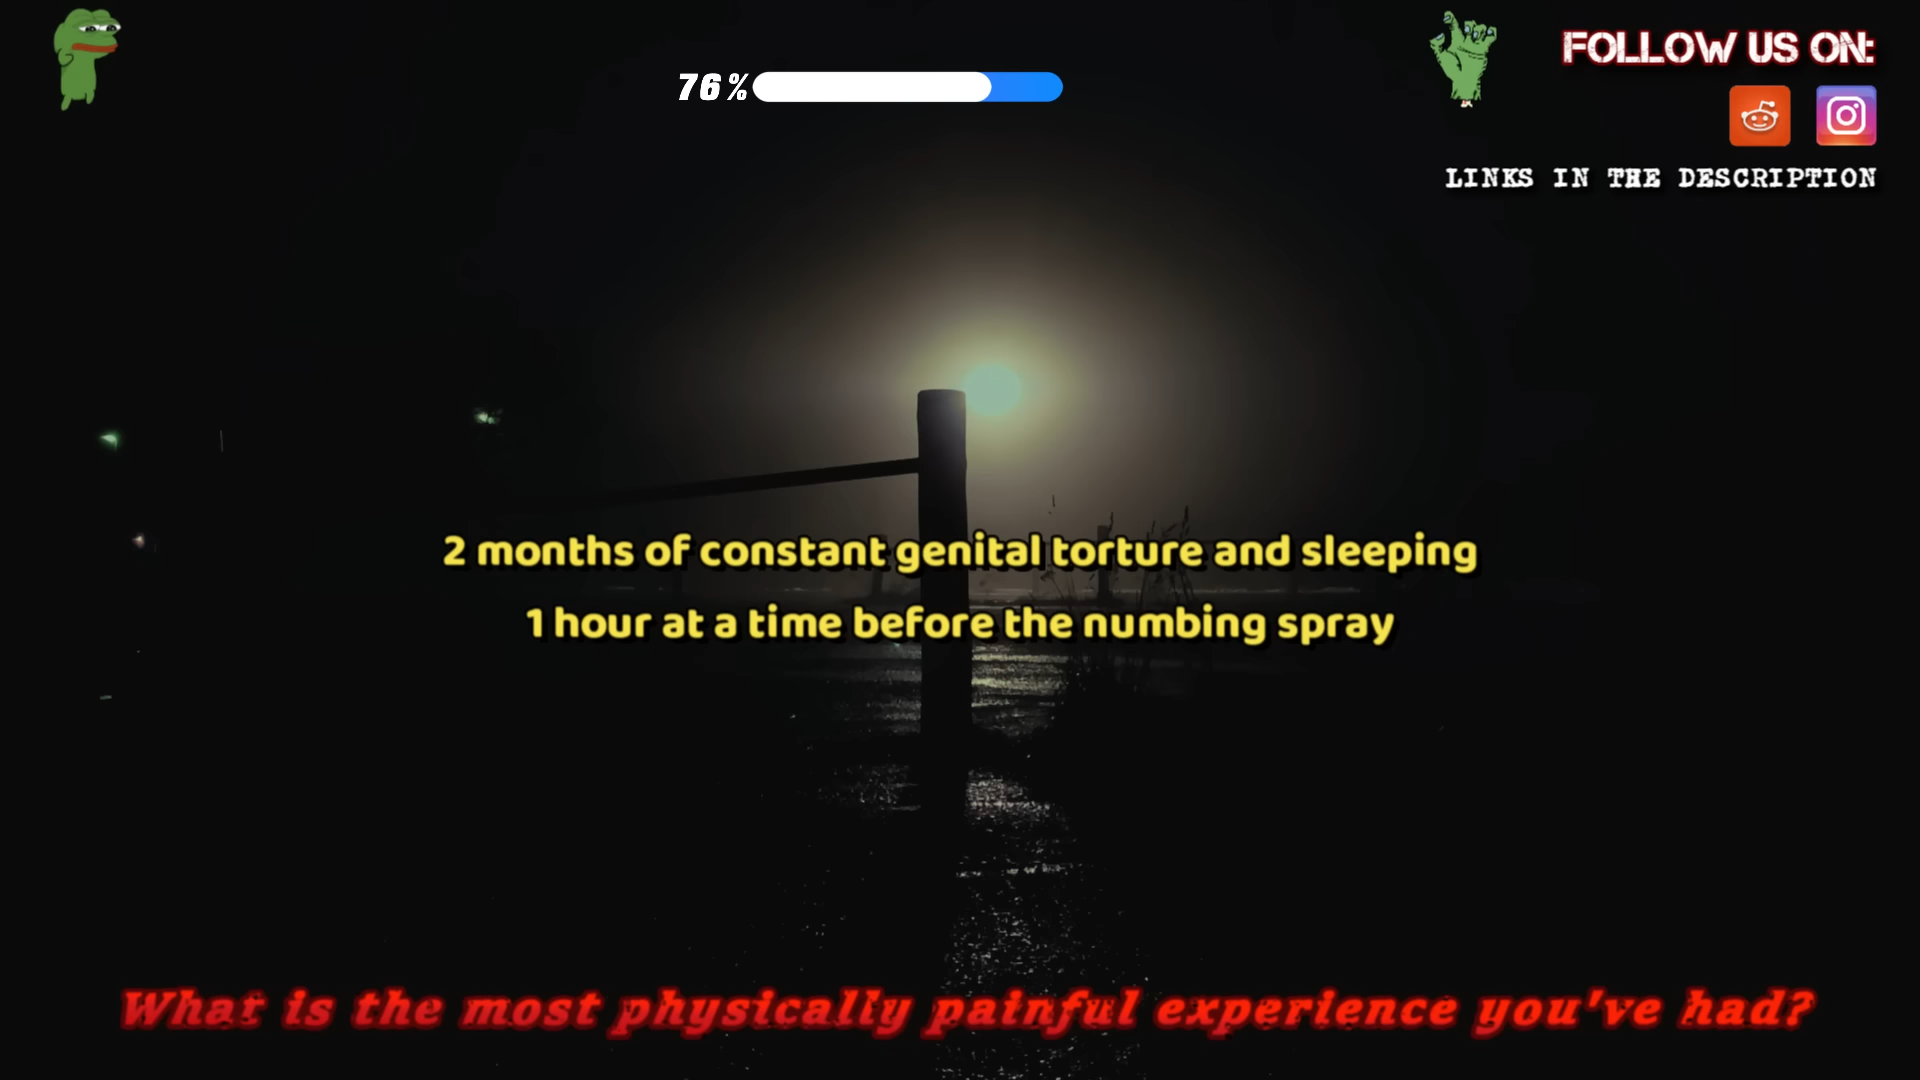 76%
FOLLOW US ON:
LINKS IN THE DESCRIPTION
2 months of constant genital torture and sleeping
1 hour at a time before the numbing spray
What is the most physically painful experience you've had?